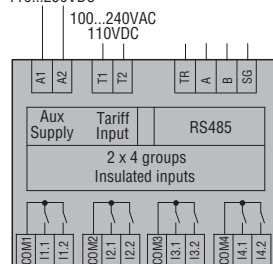 100...240VAC
110VDC
A1 A2 T1 T2 TR A B SG
Aux Supply Tariff Input RS485
2 x 4 groups
Insulated inputs
COM1 I1.1 I1.2 COM2 I2.1 I2.2 COM3 I3.1 I3.2 COM4 I4.1 I4.2